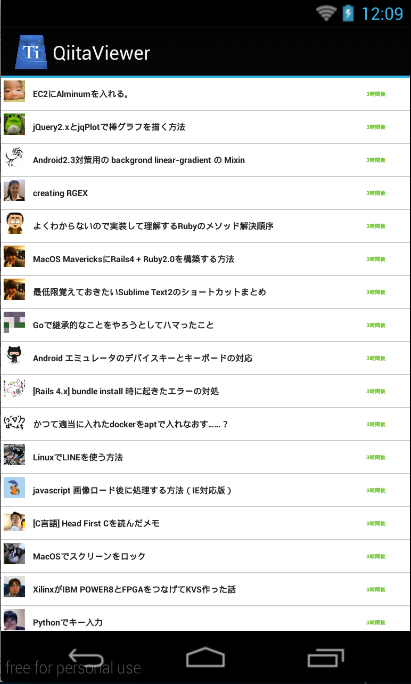 12:09
Ti QiitaViewer
EC2にAlminumを入れる。 3時間後
jQuery2.xとjqPlotで棒グラフを描く方法 3時間後
Android2.3対策用の backgrond linear-gradient の Mixin 3時間後
creating RGEX 3時間後
よくわからないので実装して理解するRubyのメソッド解決順序 3時間後
MacOS MavericksにRails4 + Ruby2.0を構築する方法 3時間後
最低限覚えておきたいSublime Text2のショートカットまとめ 3時間後
Goで継承的なことをやろうとしてハマったこと 3時間後
Android エミュレータのデバイスキーとキーボードの対応 3時間後
[Rails 4.x] bundle install 時に起きたエラーの対処 3時間後
かつて適当に入れたdockerをaptで入れなおす……？ 3時間後
LinuxでLINEを使う方法 3時間後
javascript 画像ロード後に処理する方法（IE対応版） 3時間後
[C言語] Head First Cを読んだメモ 3時間後
MacOSでスクリーンをロック 3時間後
XilinxがIBM POWER8とFPGAをつなげてKVS作った話 3時間後
Pythonでキー入力 3時間後
free for personal use